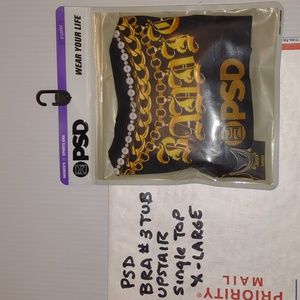 WEAR YOUR LIFE
PSD
PSD
PSD
BRA #3 TUB
UPSTAIR
SINGLE TOP
X-LARGE
PRIORITY
MAIL